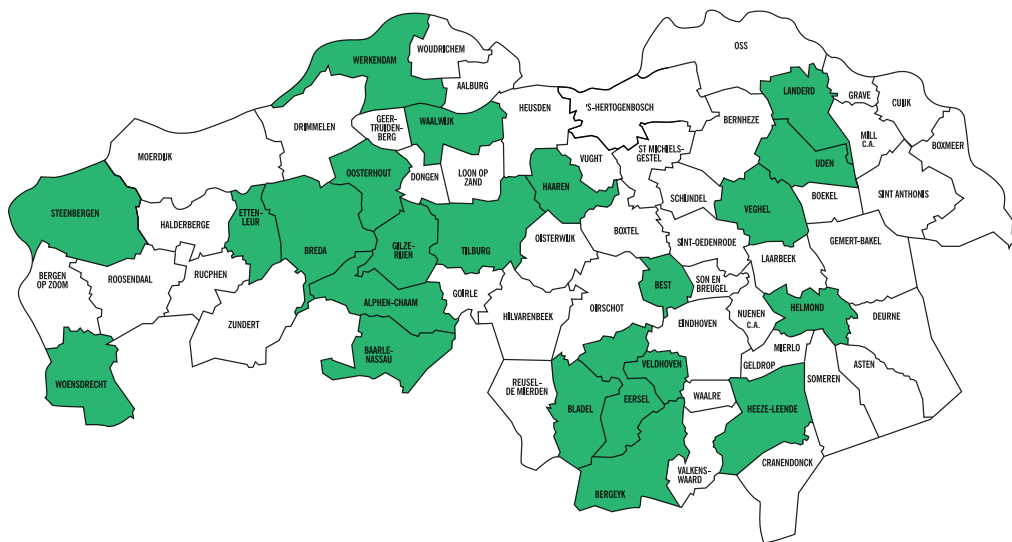 OSS
WOUDRICHEM
WERKENDAM
AALBURG
LANDERD
GRAVE
CUIJK
HEUSDEN
'S-HERTOGENBOSCH
BERNHEZE
DRIMMELEN
GEER-
TRUIDEN-
BERG
WAALWIJK
MILL
C.A.
BOXMEER
MOERDIJK
ST MICHIELS-
GESTEL
VUGHT
UDEN
OOSTERHOUT
DONGEN
LOON OP
ZAND
HAAREN
SCHIJNDEL
BOEKEL
SINT ANTHONIS
STEENBERGEN
HALDERBERGE
ETTEN-
LEUR
VEGHEL
BREDA
GILZE-
RIJEN
TILBURG
OISTERWIJK
BOXTEL
SINT-OEDENRODE
GEMERT-BAKEL
BERGEN
OP ZOOM
ROOSENDAAL
RUCPHEN
LAARBEEK
BEST
SON EN
BREUGEL
ALPHEN-CHAAM
GOIRLE
HILVARENBEEK
OIRSCHOT
HELMOND
ZUNDERT
EINDHOVEN
NUENEN
C.A.
DEURNE
BAARLE-
NASSAU
MIERLO
WOENSDRECHT
VELDHOVEN
GELDROP
SOMEREN
ASTEN
REUSEL-
DE MIERDEN
BLADEL
EERSEL
WAALRE
HEEZE-LEENDE
CRANENDONCK
VALKENS-
WAARD
BERGEYK